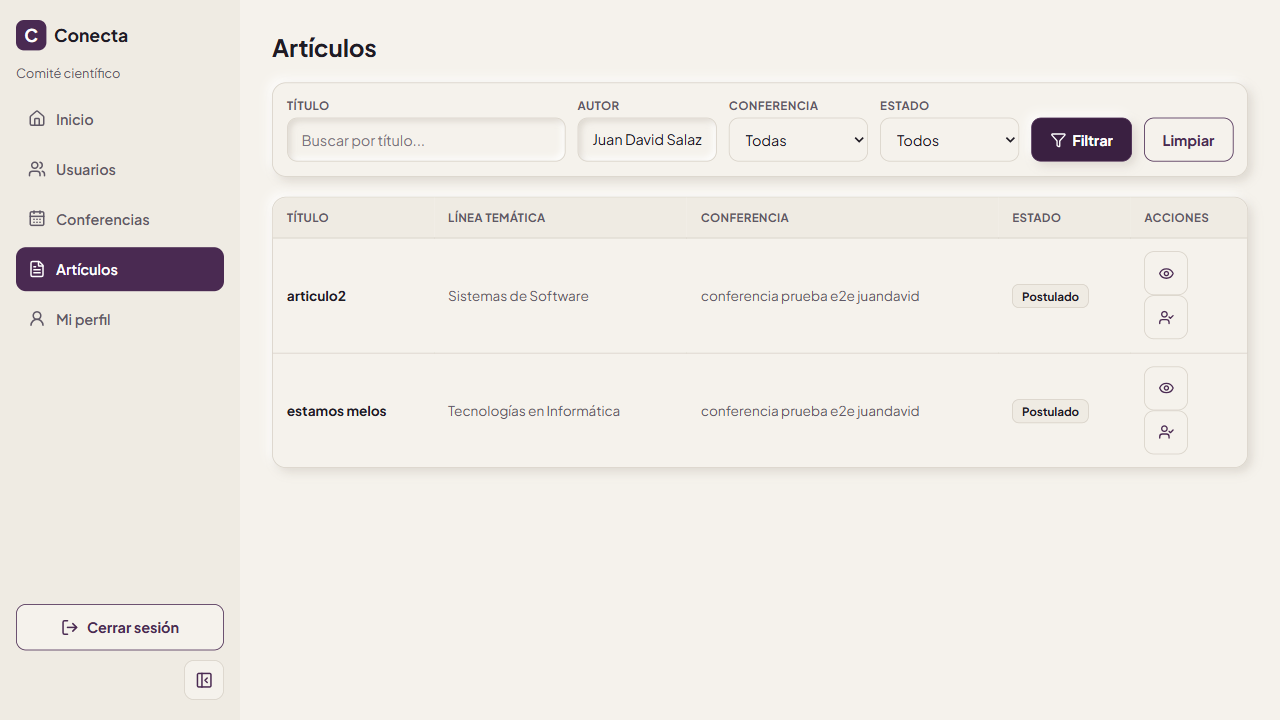 C Conecta
Comité científico
Inicio
Usuarios
Conferencias
Artículos
Mi perfil
Cerrar sesión
Artículos
TÍTULO AUTOR CONFERENCIA ESTADO
Buscar por título... Juan David Salaz Todas Todos Filtrar Limpiar
TÍTULO LÍNEA TEMÁTICA CONFERENCIA ESTADO ACCIONES
articulo2 Sistemas de Software conferencia prueba e2e juandavid Postulado
estamos melos Tecnologías en Informática conferencia prueba e2e juandavid Postulado